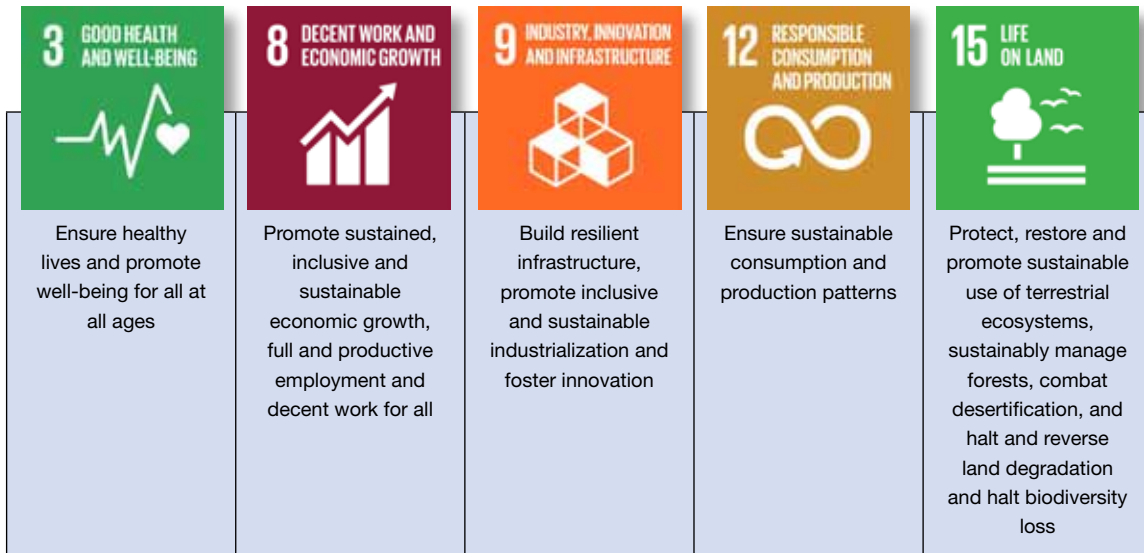 3 GOOD HEALTH
AND WELL-BEING
Ensure healthy
lives and promote
well-being for all at
all ages
8 DECENT WORK AND
ECONOMIC GROWTH
Promote sustained,
inclusive and
sustainable
economic growth,
full and productive
employment and
decent work for all
9 INDUSTRY, INNOVATION
AND INFRASTRUCTURE
Build resilient
infrastructure,
promote inclusive
and sustainable
industrialization and
foster innovation
12 RESPONSIBLE
CONSUMPTION
AND PRODUCTION
Ensure sustainable
consumption and
production patterns
15 LIFE
ON LAND
Protect, restore and
promote sustainable
use of terrestrial
ecosystems,
sustainably manage
forests, combat
desertification, and
halt and reverse
land degradation
and halt biodiversity
loss